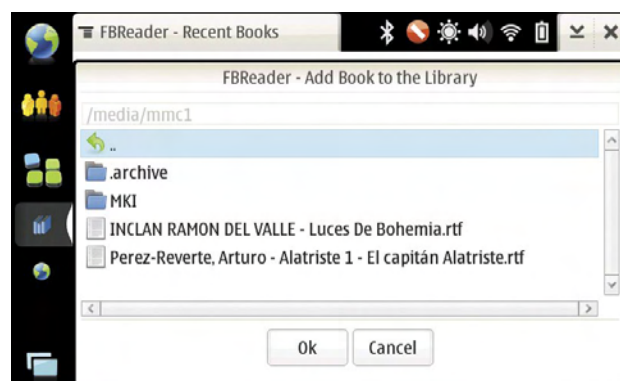 FBReader - Recent Books
FBReader - Add Book to the Library
/media/mmc1
..
.archive
MKI
INCLAN RAMON DEL VALLE - Luces De Bohemia.rtf
Perez-Reverte, Arturo - Alatriste 1 - El capitán Alatriste.rtf
Ok
Cancel